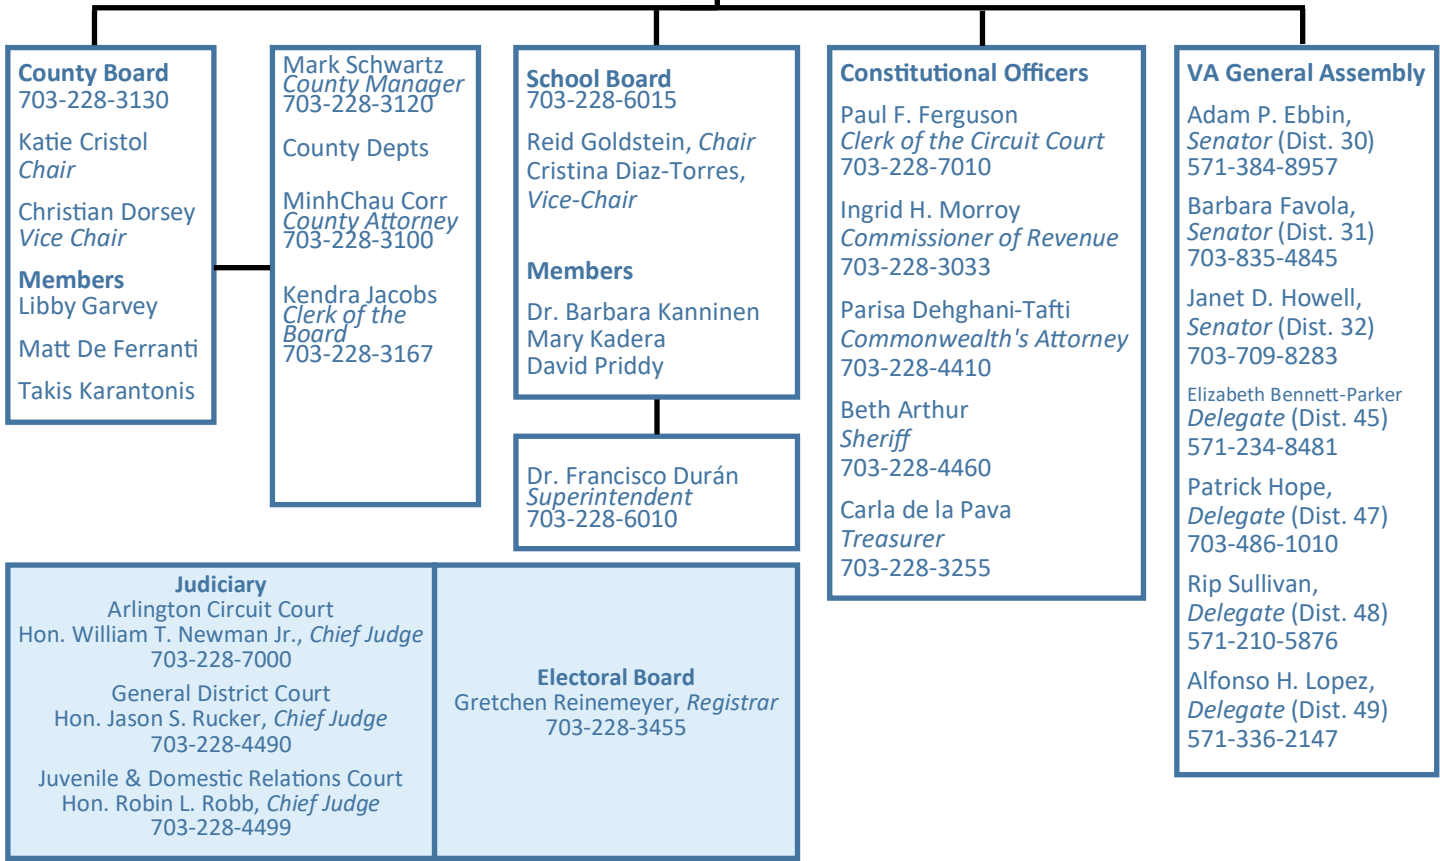 County Board
703-228-3130
Katie Cristol
Chair
Christian Dorsey
Vice Chair
Members
Libby Garvey
Matt De Ferranti
Takis Karantonis
Mark Schwartz
County Manager
703-228-3120
County Depts
MinhChau Corr
County Attorney
703-228-3100
Kendra Jacobs
Clerk of the
Board
703-228-3167
School Board
703-228-6015
Reid Goldstein, Chair
Cristina Diaz-Torres,
Vice-Chair
Members
Dr. Barbara Kanninen
Mary Kadera
David Priddy
Dr. Francisco Durán
Superintendent
703-228-6010
Constitutional Officers
Paul F. Ferguson
Clerk of the Circuit Court
703-228-7010
Ingrid H. Morroy
Commissioner of Revenue
703-228-3033
Parisa Dehghani-Tafti
Commonwealth's Attorney
703-228-4410
Beth Arthur
Sheriff
703-228-4460
Carla de la Pava
Treasurer
703-228-3255
VA General Assembly
Adam P. Ebbin,
Senator (Dist. 30)
571-384-8957
Barbara Favola,
Senator (Dist. 31)
703-835-4845
Janet D. Howell,
Senator (Dist. 32)
703-709-8283
Elizabeth Bennett-Parker
Delegate (Dist. 45)
571-234-8481
Patrick Hope,
Delegate (Dist. 47)
703-486-1010
Rip Sullivan,
Delegate (Dist. 48)
571-210-5876
Alfonso H. Lopez,
Delegate (Dist. 49)
571-336-2147
Judiciary
Arlington Circuit Court
Hon. William T. Newman Jr., Chief Judge
703-228-7000
General District Court
Hon. Jason S. Rucker, Chief Judge
703-228-4490
Juvenile & Domestic Relations Court
Hon. Robin L. Robb, Chief Judge
703-228-4499
Electoral Board
Gretchen Reinemeyer, Registrar
703-228-3455